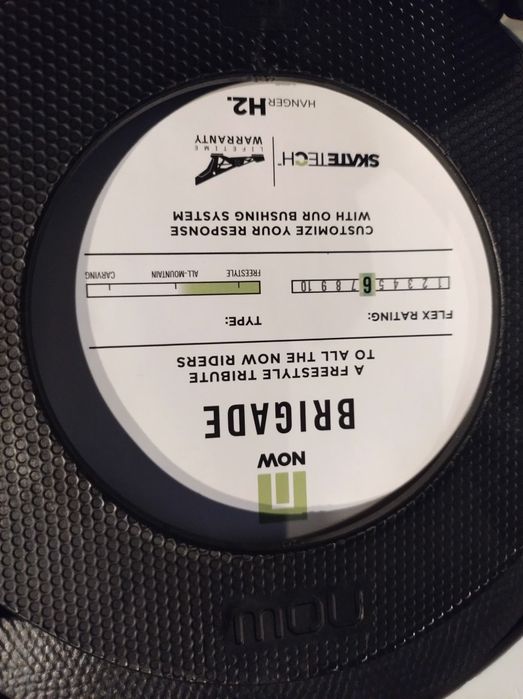 NOW
BRIGADE
A FREESTYLE TRIBUTE
TO ALL THE NOW RIDERS
FLEX RATING:
1 2 3 4 5 6 7 8 9 10
TYPE:
FREESTYLE ALL-MOUNTAIN CARVING
CUSTOMIZE YOUR RESPONSE
WITH OUR BUSHING SYSTEM
SKATETECH™
LIFETIME
WARRANTY
HANGER H2.
now